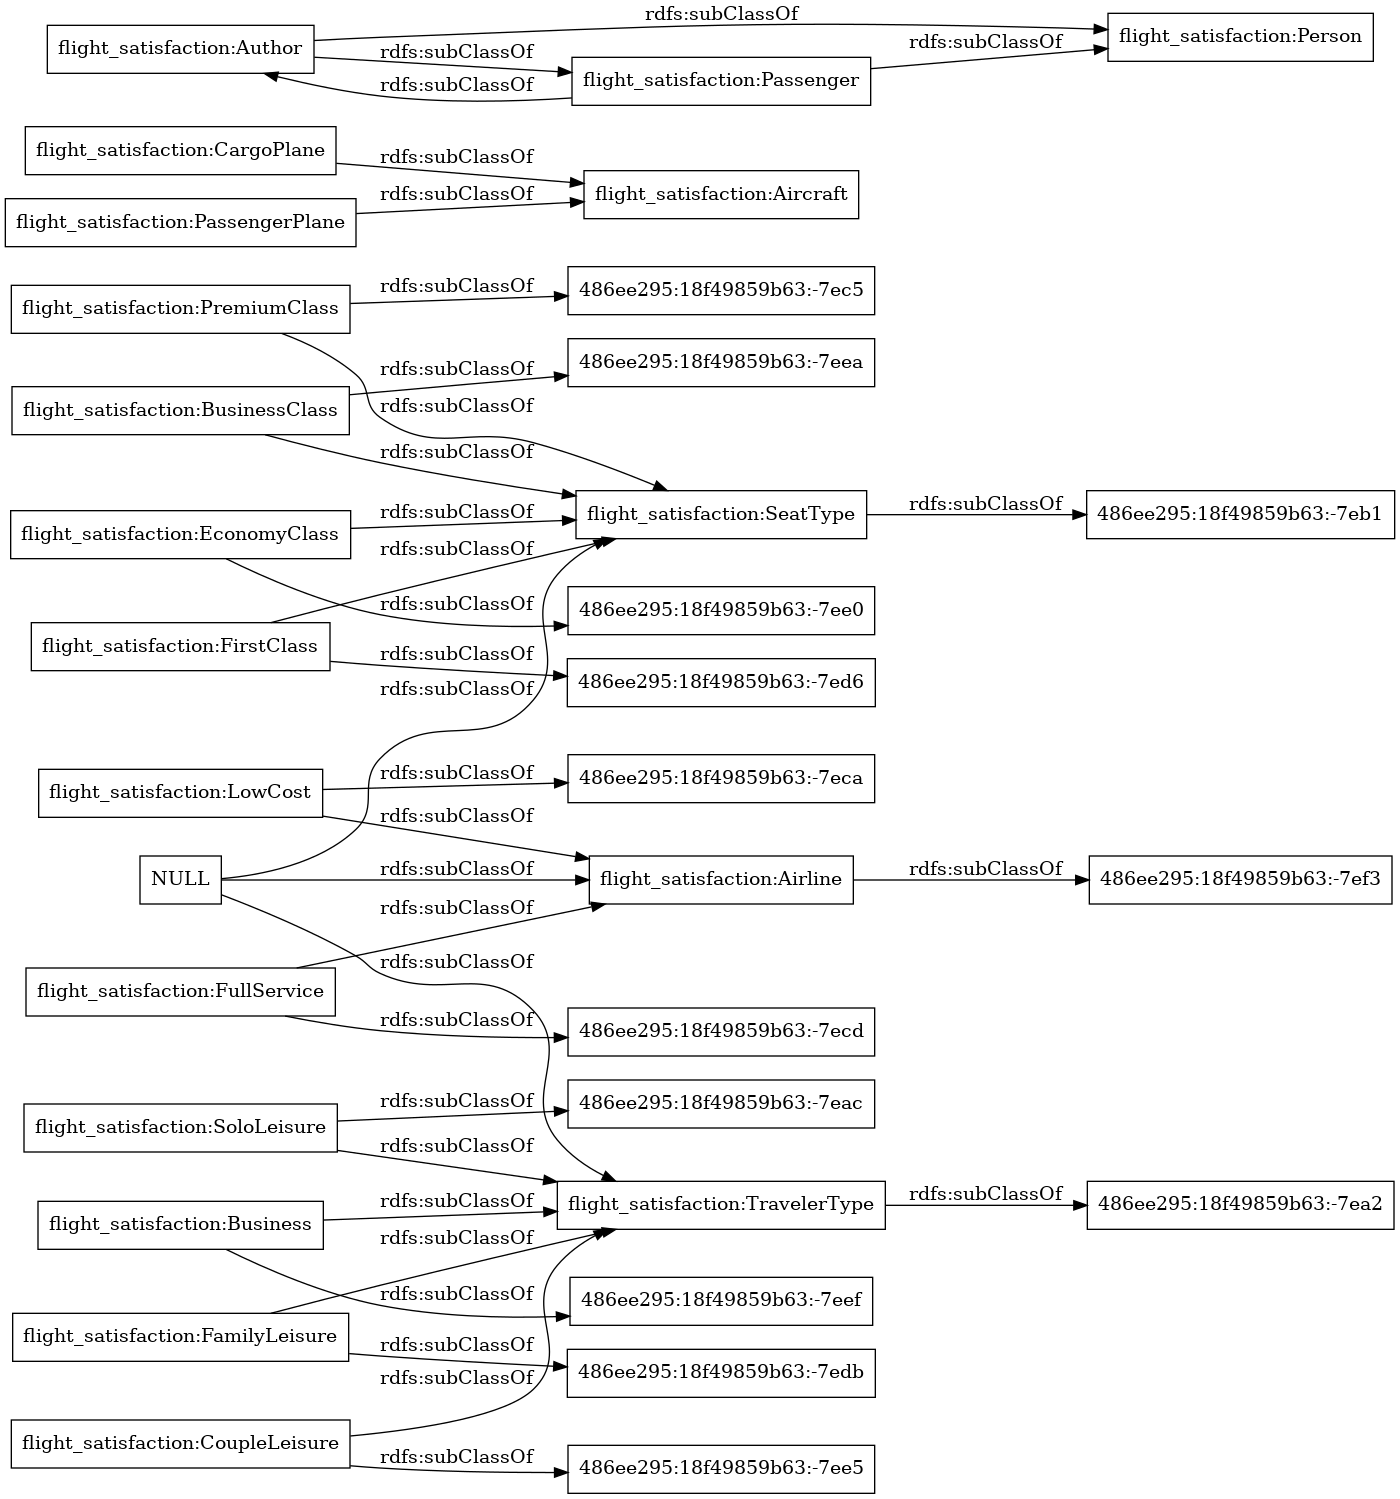 rdfs:subClassOf
flight_satisfaction:Author
rdfs:subClassOf
rdfs:subClassOf
flight_satisfaction:Person
flight_satisfaction:Passenger
rdfs:subClassOf
flight_satisfaction:CargoPlane
rdfs:subClassOf
flight_satisfaction:Aircraft
rdfs:subClassOf
flight_satisfaction:PassengerPlane
rdfs:subClassOf
486ee295:18f49859b63:-7ec5
flight_satisfaction:PremiumClass
rdfs:subClassOf
486ee295:18f49859b63:-7eea
rdfs:subClassOf
flight_satisfaction:BusinessClass
rdfs:subClassOf
rdfs:subClassOf
rdfs:subClassOf
flight_satisfaction:SeatType
486ee295:18f49859b63:-7eb1
flight_satisfaction:EconomyClass
rdfs:subClassOf
rdfs:subClassOf
486ee295:18f49859b63:-7ee0
flight_satisfaction:FirstClass
rdfs:subClassOf
486ee295:18f49859b63:-7ed6
rdfs:subClassOf
rdfs:subClassOf
486ee295:18f49859b63:-7eca
flight_satisfaction:LowCost
rdfs:subClassOf
NULL
rdfs:subClassOf
flight_satisfaction:Airline
rdfs:subClassOf
486ee295:18f49859b63:-7ef3
rdfs:subClassOf
rdfs:subClassOf
flight_satisfaction:FullService
rdfs:subClassOf
486ee295:18f49859b63:-7ecd
rdfs:subClassOf
486ee295:18f49859b63:-7eac
flight_satisfaction:SoloLeisure
rdfs:subClassOf
rdfs:subClassOf
flight_satisfaction:TravelerType
rdfs:subClassOf
486ee295:18f49859b63:-7ea2
flight_satisfaction:Business
rdfs:subClassOf
rdfs:subClassOf
486ee295:18f49859b63:-7eef
flight_satisfaction:FamilyLeisure
rdfs:subClassOf
486ee295:18f49859b63:-7edb
rdfs:subClassOf
flight_satisfaction:CoupleLeisure
rdfs:subClassOf
486ee295:18f49859b63:-7ee5